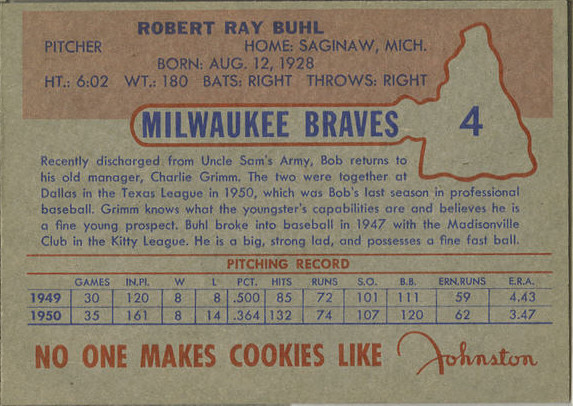 ROBERT RAY BUHL
PITCHER HOME: SAGINAW, MICH.
BORN: AUG. 12, 1928
HT.: 6:02 WT.: 180 BATS: RIGHT THROWS: RIGHT
MILWAUKEE BRAVES 4
Recently discharged from Uncle Sam's Army, Bob returns to
his old manager, Charlie Grimm. The two were together at
Dallas in the Texas League in 1950, which was Bob's last season in professional
baseball. Grimm knows what the youngster's capabilities are and believes he is
a fine young prospect. Buhl broke into baseball in 1947 with the Madisonville
Club in the Kitty League. He is a big, strong lad, and possesses a fine fast ball.
PITCHING RECORD
GAMES IN.PI. W L PCT. HITS RUNS S.O. B.B. ERN.RUNS E.R.A.
1949 30 120 8 8 .500 85 72 101 111 59 4.43
1950 35 161 8 14 .364 132 74 107 120 62 3.47
NO ONE MAKES COOKIES LIKE Johnston